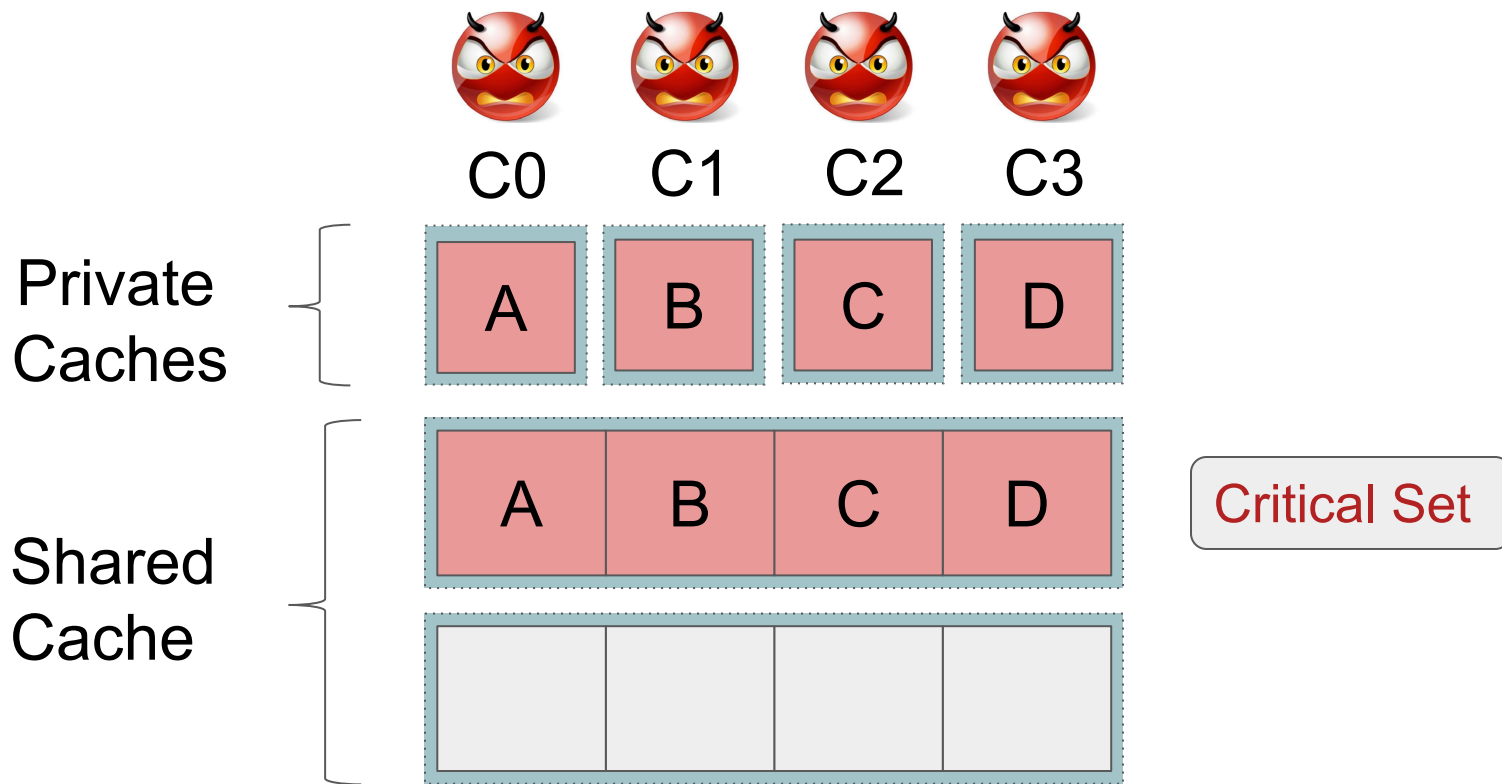 C0 C1 C2 C3
Private
Caches
A B C D
Shared
Cache
A B C D
Critical Set